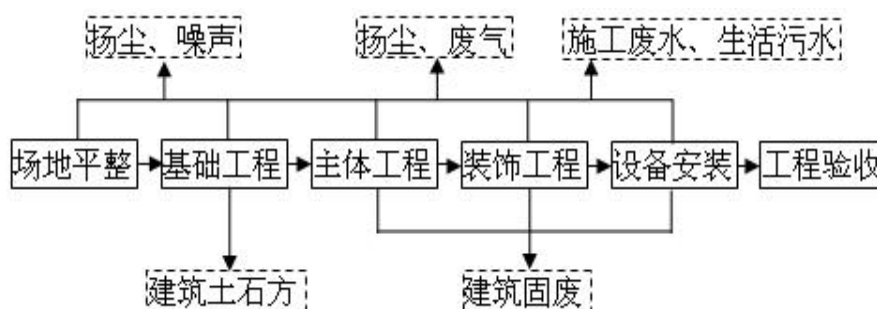 扬尘、噪声
扬尘、废气
施工废水、生活污水
场地平整
基础工程
主体工程
装饰工程
设备安装
工程验收
建筑土石方
建筑固废